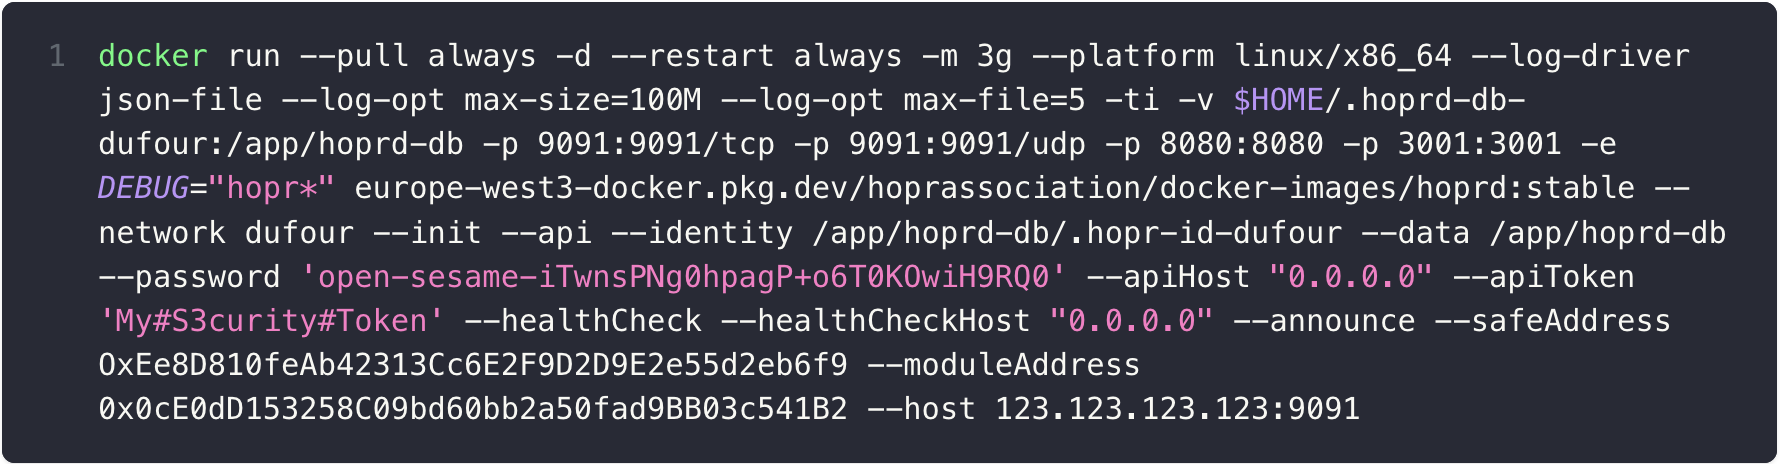 1 docker run --pull always -d --restart always -m 3g --platform linux/x86_64 --log-driver
json-file --log-opt max-size=100M --log-opt max-file=5 -ti -v $HOME/.hoprd-db-
dufour:/app/hoprd-db -p 9091:9091/tcp -p 9091:9091/udp -p 8080:8080 -p 3001:3001 -e
DEBUG="hopr*" europe-west3-docker.pkg.dev/hoprassociation/docker-images/hoprd:stable --
network dufour --init --api --identity /app/hoprd-db/.hopr-id-dufour --data /app/hoprd-db
--password 'open-sesame-iTwnsPNg0hpagP+o6T0KOwiH9RQ0' --apiHost "0.0.0.0" --apiToken
'My#S3curity#Token' --healthCheck --healthCheckHost "0.0.0.0" --announce --safeAddress
OxEe8D810feAb42313Cc6E2F9D2D9E2e55d2eb6f9 --moduleAddress
0x0cE0dD153258C09bd60bb2a50fad9BB03c541B2 --host 123.123.123.123:9091